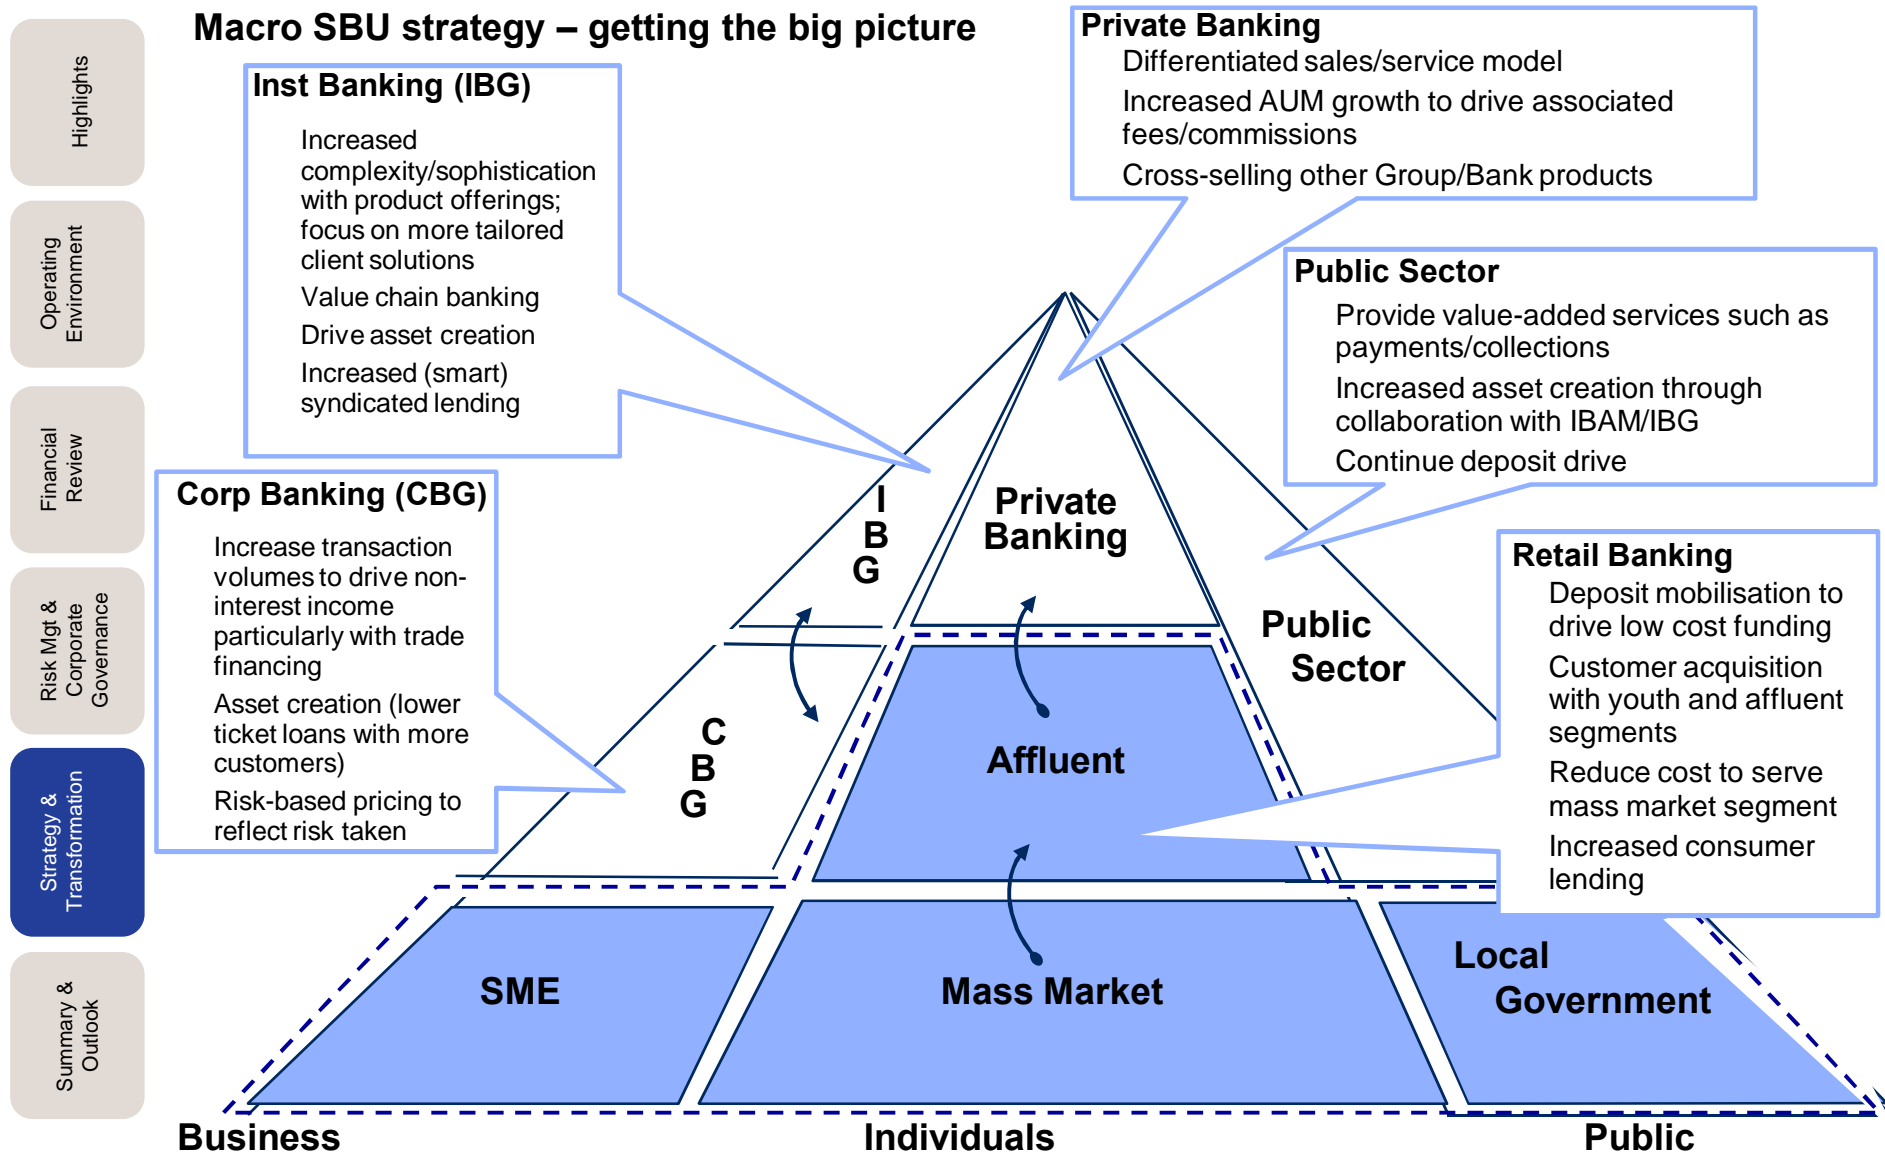 Macro SBU strategy – getting the big picture
Highlights
Operating
Environment
Financial
Review
Risk Mgt &
Corporate
Governance
Strategy &
Transformation
Summary &
Outlook
Inst Banking (IBG)
Increased
complexity/sophistication
with product offerings;
focus on more tailored
client solutions
Value chain banking
Drive asset creation
Increased (smart)
syndicated lending
Corp Banking (CBG)
Increase transaction
volumes to drive non-
interest income
particularly with trade
financing
Asset creation (lower
ticket loans with more
customers)
Risk-based pricing to
reflect risk taken
Private Banking
Differentiated sales/service model
Increased AUM growth to drive associated
fees/commissions
Cross-selling other Group/Bank products
Public Sector
Provide value-added services such as
payments/collections
Increased asset creation through
collaboration with IBAM/IBG
Continue deposit drive
Retail Banking
Deposit mobilisation to
drive low cost funding
Customer acquisition
with youth and affluent
segments
Reduce cost to serve
mass market segment
Increased consumer
lending
I
B
G
Private
Banking
Public
Sector
C
B
G
Affluent
SME
Mass Market
Local
Government
Business
Individuals
Public